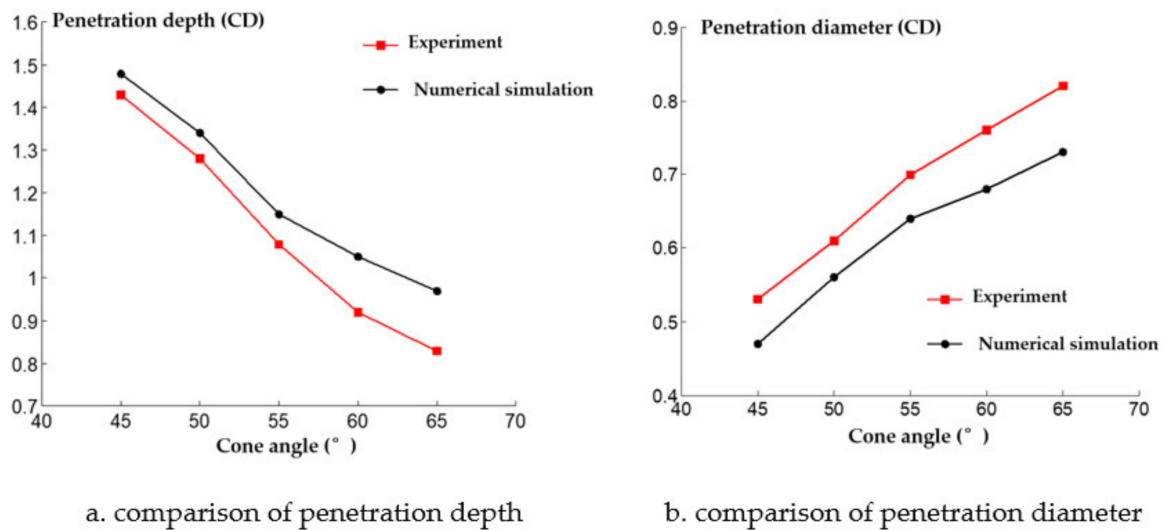 Penetration depth (CD)
1.6
1.5
1.4
1.3
1.2
1.1
1
0.9
0.8
0.7
Experiment
Numerical simulation
40 45 50 55 60 65 70
Cone angle (° )
a. comparison of penetration depth
Penetration diameter (CD)
0.9
0.8
0.7
0.6
0.5
0.4
Experiment
Numerical simulation
40 45 50 55 60 65 70
Cone angle (° )
b. comparison of penetration diameter